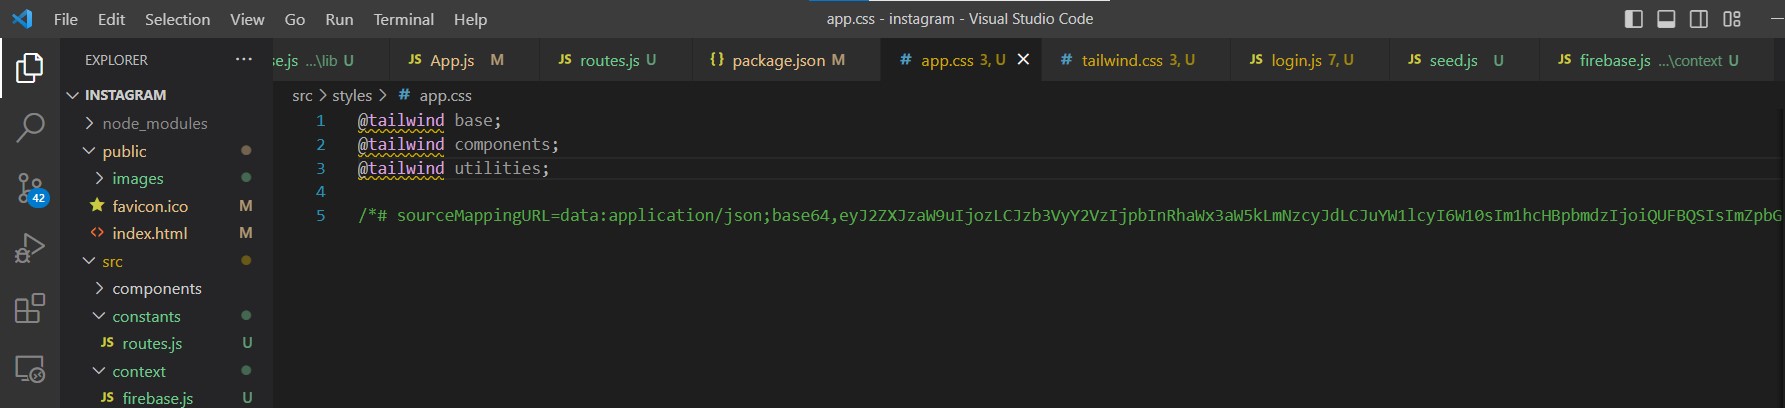 File Edit Selection View Go Run Terminal Help app.css - instagram - Visual Studio Code
EXPLORER ···
se.js ...\lib U JS App.js M JS routes.js U {} package.json M # app.css 3, U # tailwind.css 3, U JS login.js 7, U JS seed.js U JS firebase.js ...\context U
INSTAGRAM
src > styles > # app.css
node_modules
public
images
favicon.ico M
index.html M
src
components
constants
JS routes.js U
context
JS firebase.js U
42
1 @tailwind base;
2 @tailwind components;
3 @tailwind utilities;
4
5 /*# sourceMappingURL=data:application/json;base64,eyJ2ZXJzaW9uIjozLCJzb3VyY2VzIjpbInRhaWx3aW5kLmNzcyJdLCJuYW1lcyI6W10sIm1hcHBpbmdzIjoiQUFBQSIsImZpbG